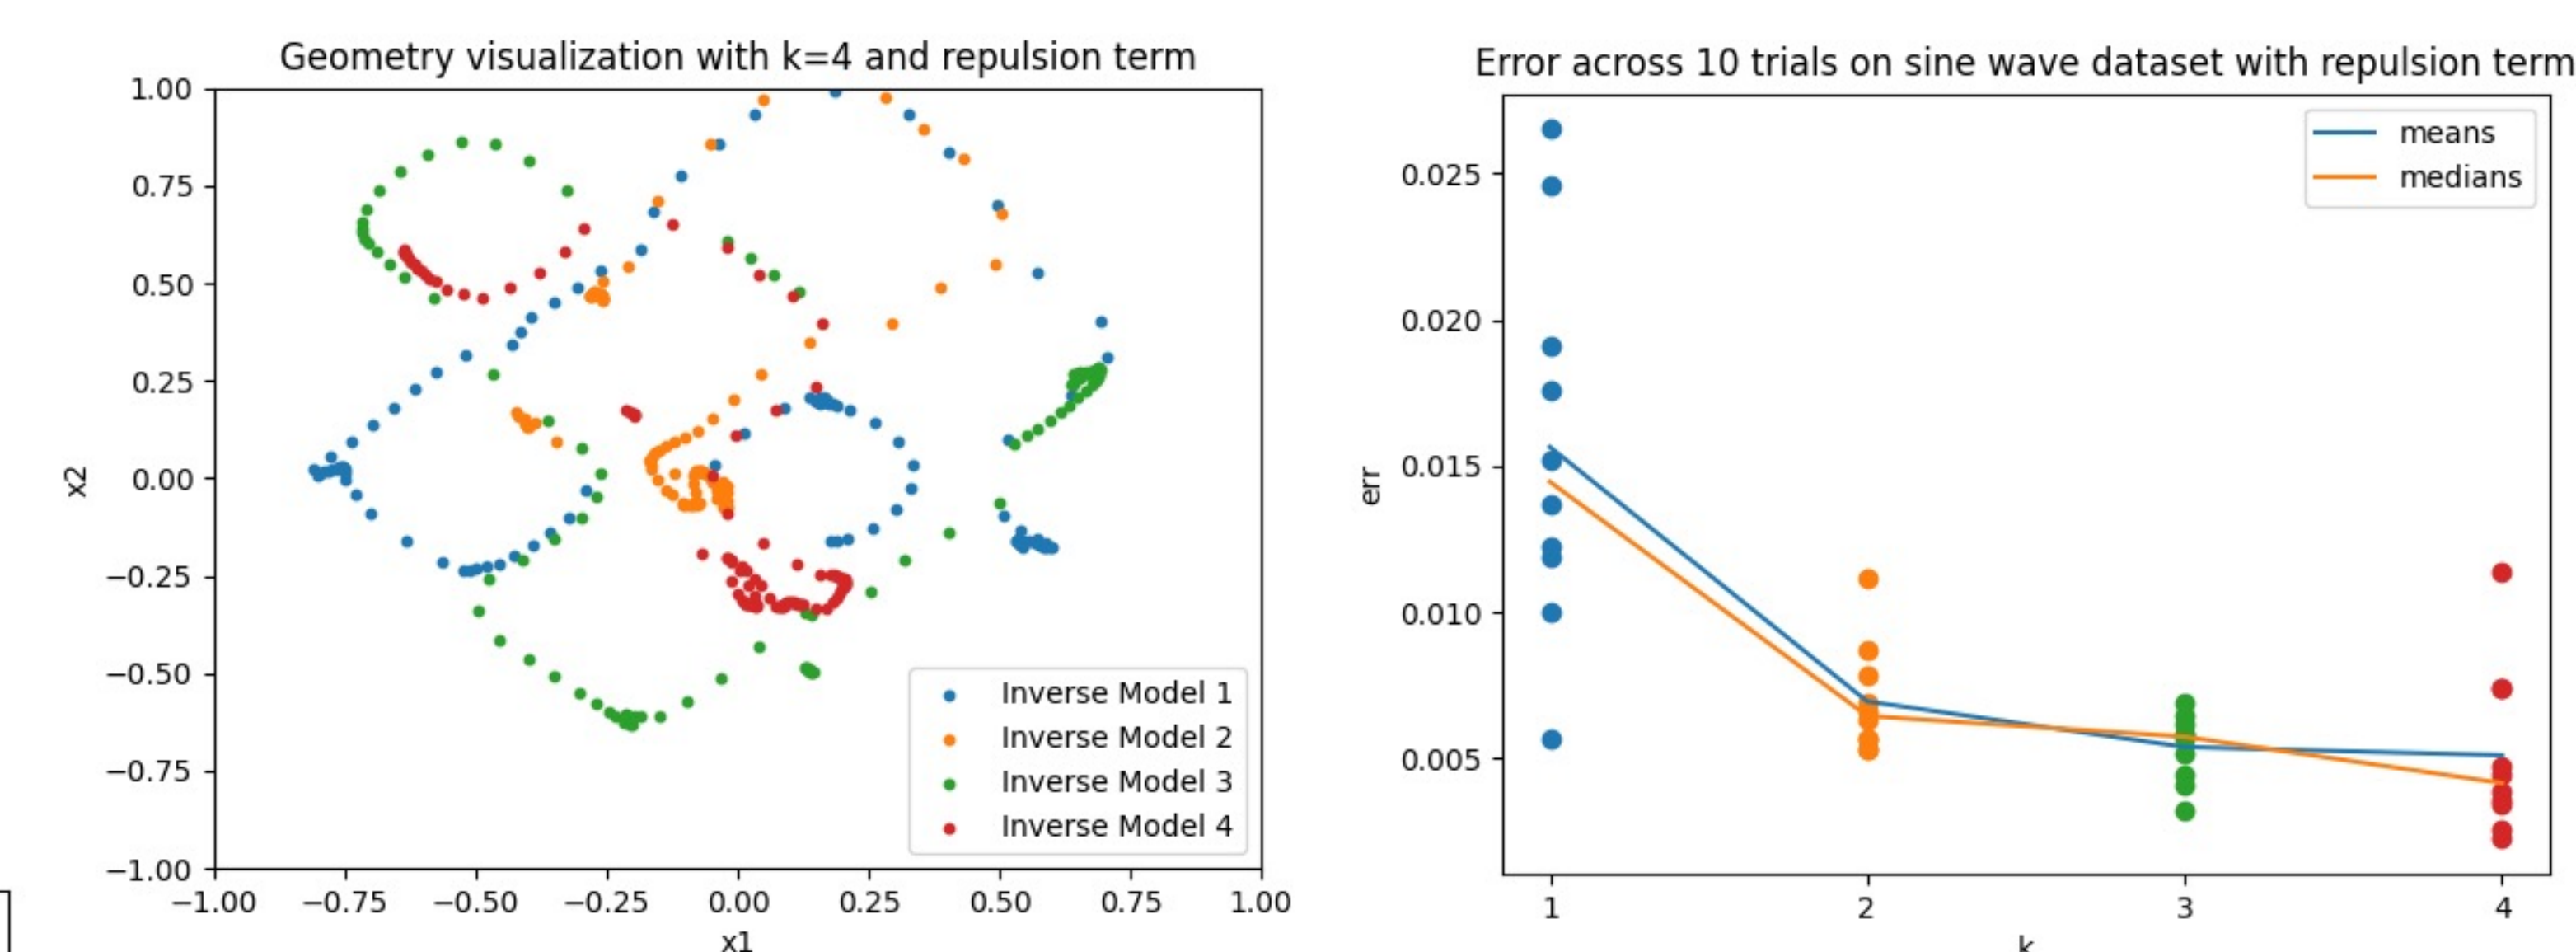 Geometry visualization with k=4 and repulsion term
1.00
0.75
0.50
0.25
0.00
−0.25
−0.50
−0.75
−1.00
x2
Inverse Model 1
Inverse Model 2
Inverse Model 3
Inverse Model 4
−1.00 −0.75 −0.50 −0.25 0.00 0.25 0.50 0.75 1.00
x1
Error across 10 trials on sine wave dataset with repulsion term
means
medians
0.025
0.020
0.015
0.010
0.005
err
1 2 3 4
k